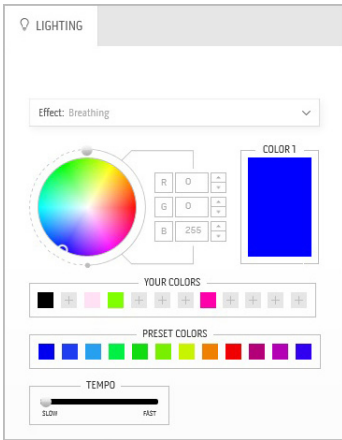 LIGHTING
Effect: Breathing
COLOR 1
R 0
G 0
B 255
YOUR COLORS
PRESET COLORS
TEMPO
SLOW FAST